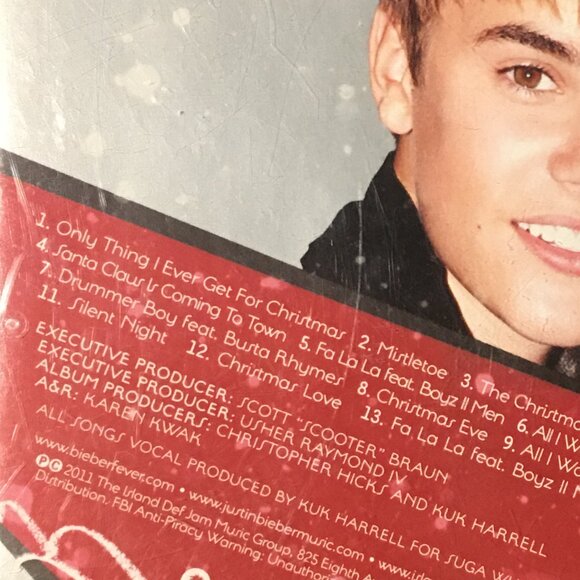 1. Only Thing I Ever Get For Christmas 2. Mistletoe 3. The Christmas
4. Santa Claus Is Coming To Town 5. Fa La La feat. Boyz II Men 6. All I
7. Drummer Boy feat. Busta Rhymes 8. Christmas Eve 9. All I
11. Silent Night 12. Christmas Love 13. Fa La La feat. Boyz II
EXECUTIVE PRODUCER: SCOTT "SCOOTER" BRAUN
EXECUTIVE PRODUCER: USHER RAYMOND IV
ALBUM PRODUCERS: CHRISTOPHER HICKS AND KUK HARRELL
A&R: KAREN KWAK
ALL SONGS VOCAL PRODUCED BY KUK HARRELL FOR SUGA
www.bieberfever.com • www.justinbiebermusic.com •
℗© 2011 The Island Def Jam Music Group, 825 Eighth
Distribution. FBI Anti-Piracy Warning: